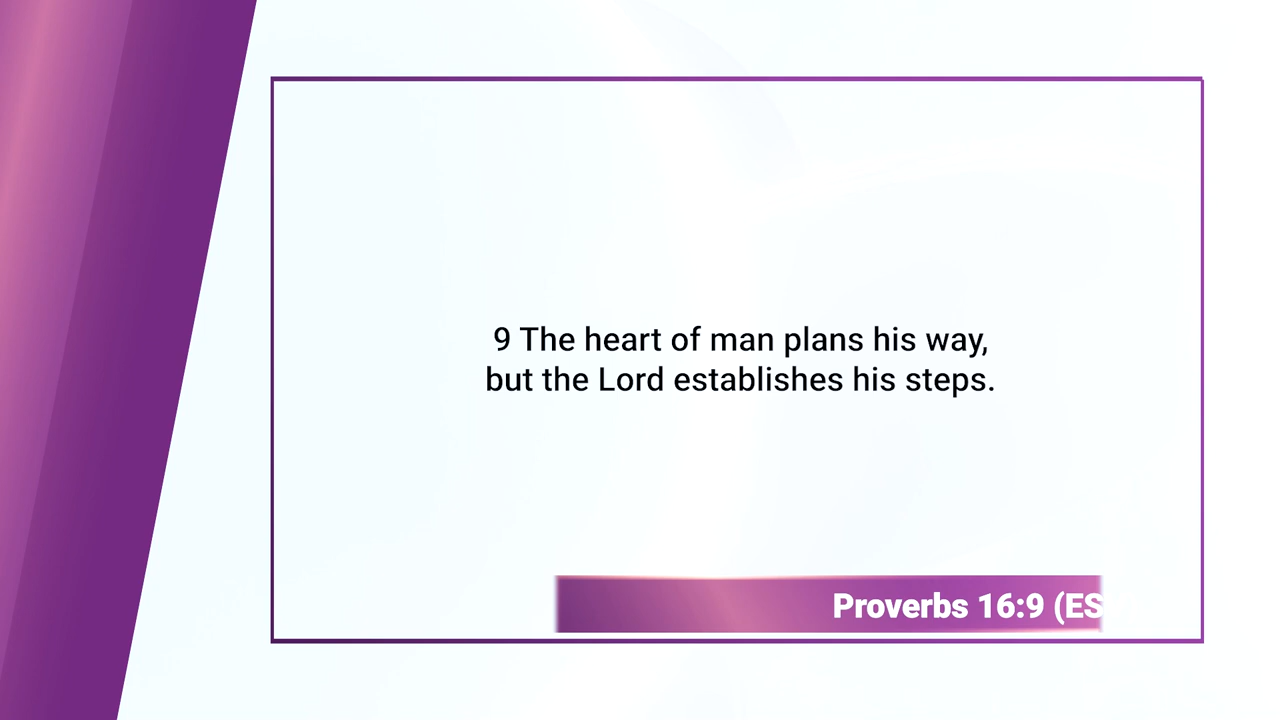 9 The heart of man plans his way,
but the Lord establishes his steps.
Proverbs 16:9 (ES